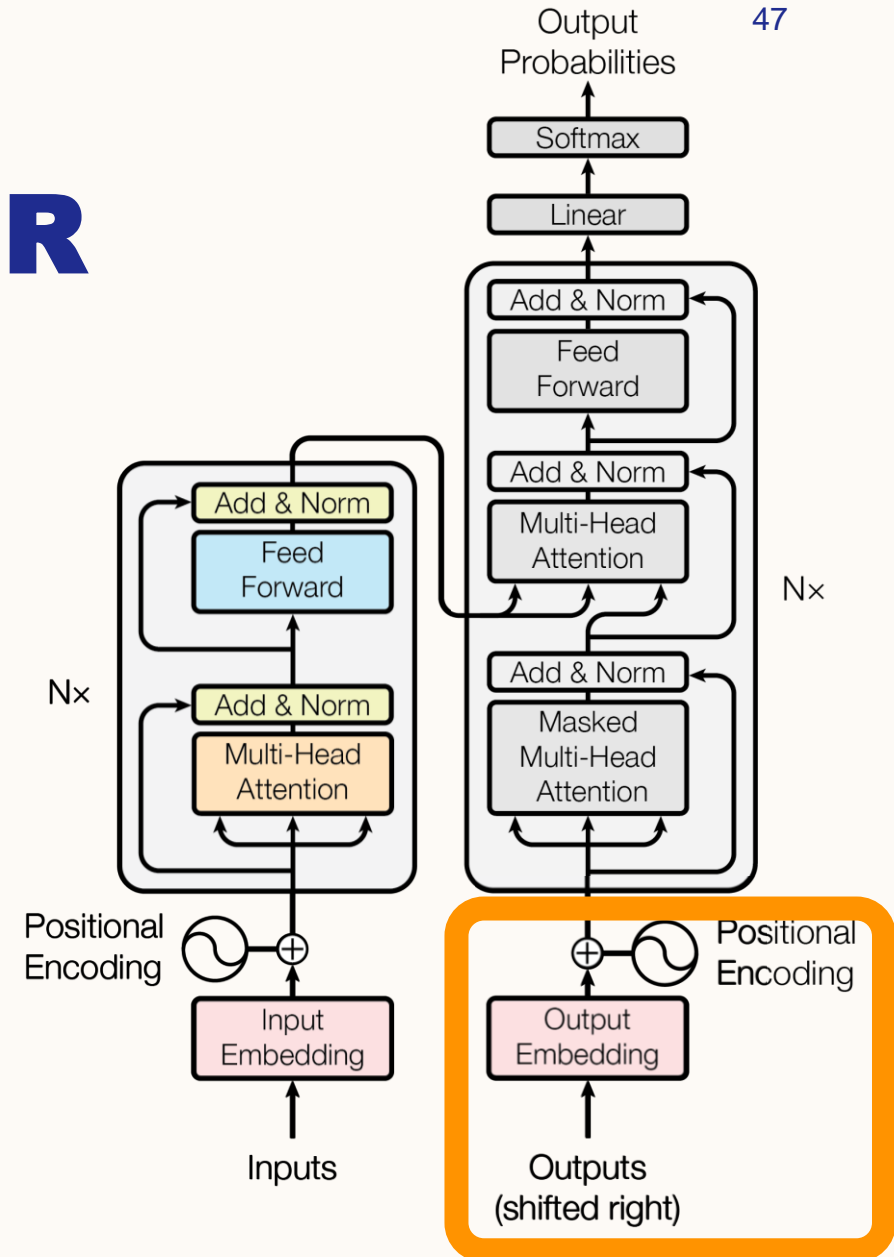 47
R
Output
Probabilities
Softmax
Linear
Add & Norm
Feed
Forward
Add & Norm
Multi-Head
Attention
Nx
Add & Norm
Masked
Multi-Head
Attention
Add & Norm
Feed
Forward
Nx
Add & Norm
Multi-Head
Attention
Positional
Encoding
Input
Embedding
Inputs
Positional
Encoding
Output
Embedding
Outputs
(shifted right)